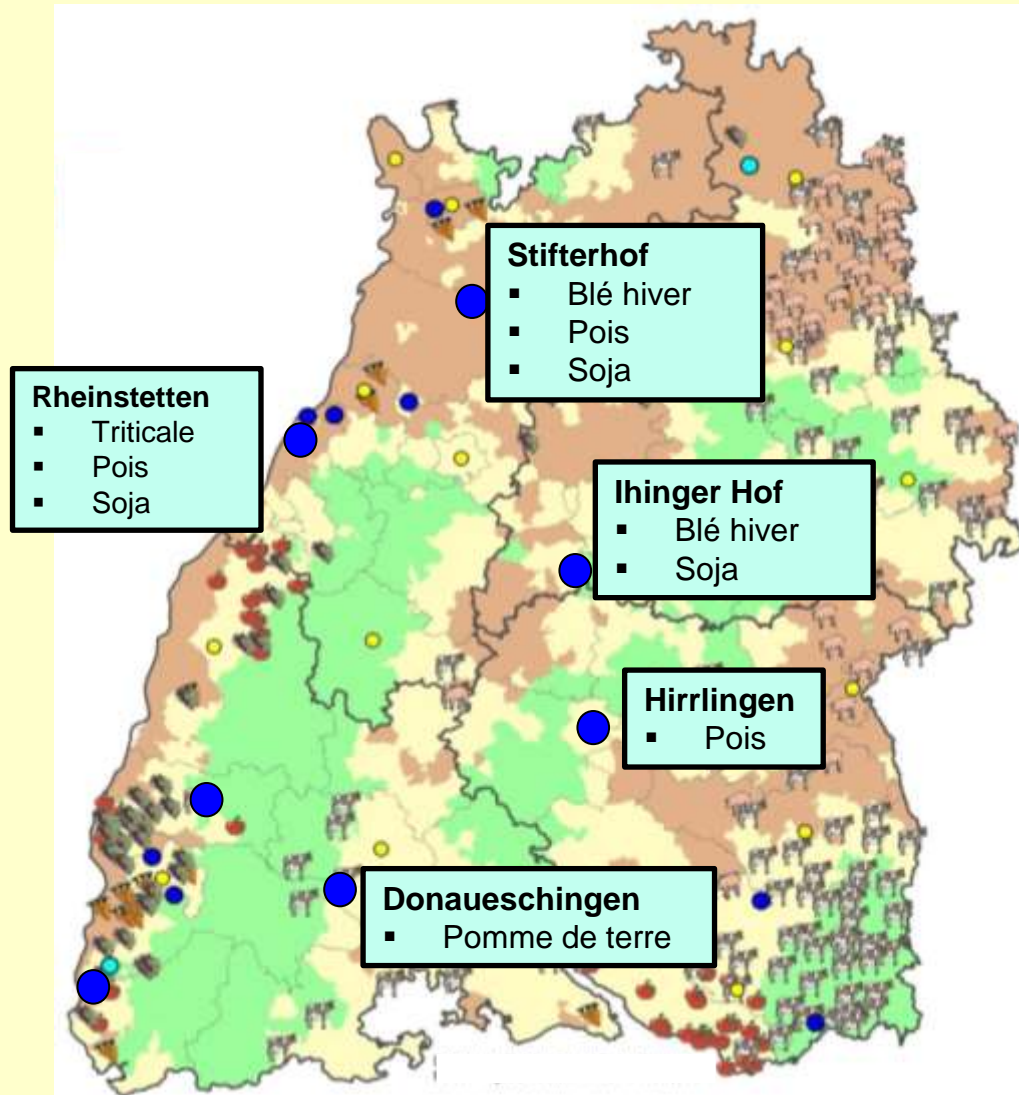 Stifterhof
▪ Blé hiver
▪ Pois
▪ Soja
Rheinstetten
▪ Triticale
▪ Pois
▪ Soja
Ihinger Hof
▪ Blé hiver
▪ Soja
Hirrlingen
▪ Pois
Donaueschingen
▪ Pomme de terre